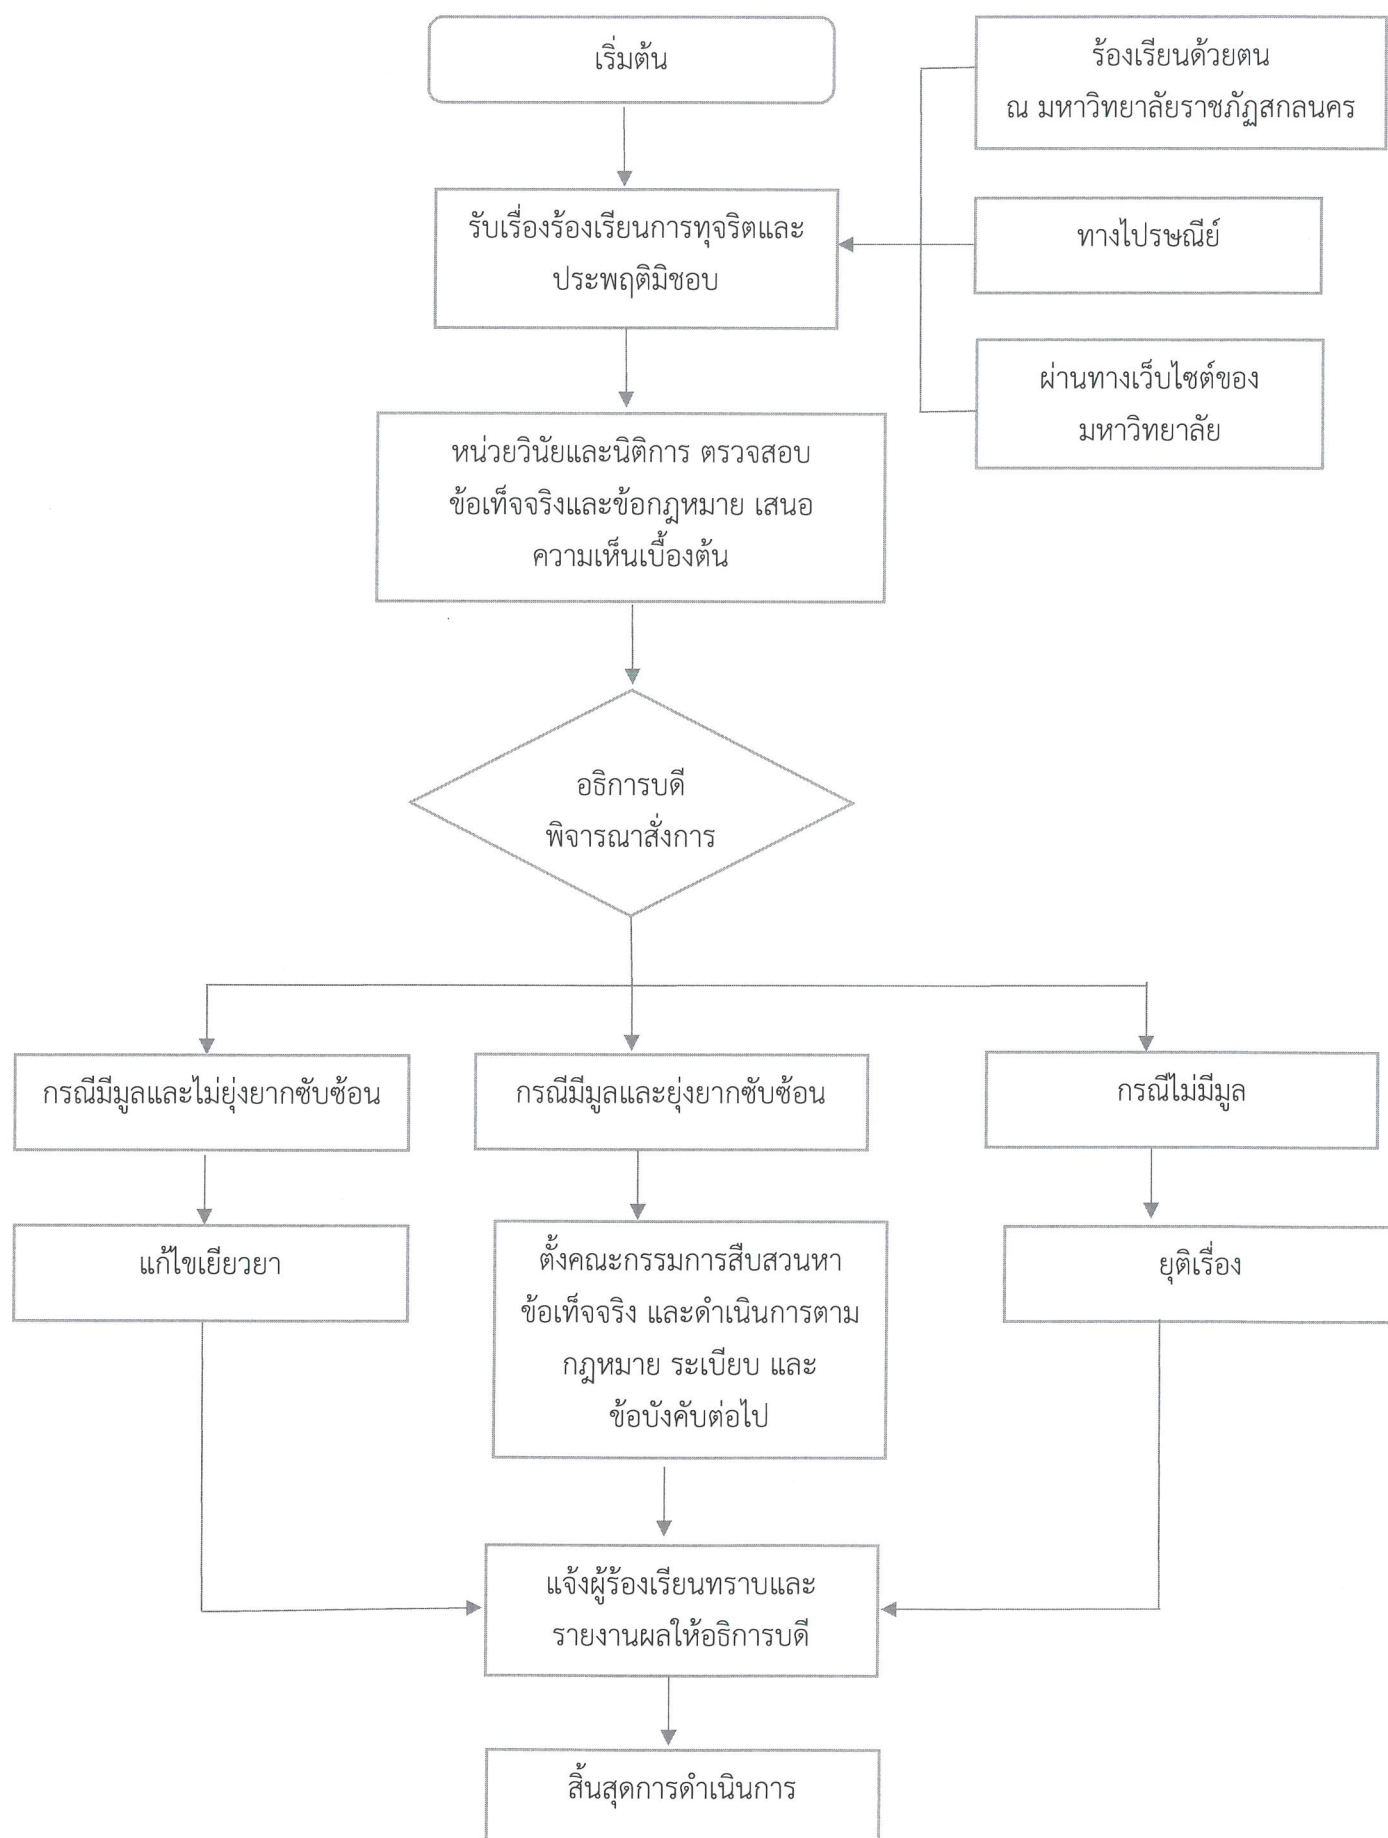 เริ่มต้น
ร้องเรียนด้วยตน
ณ มหาวิทยาลัยราชภัฏสกลนคร
รับเรื่องร้องเรียนการทุจริตและ
ประพฤติมิชอบ
ทางไปรษณีย์
ผ่านทางเว็บไซต์ของ
มหาวิทยาลัย
หน่วยวินัยและนิติการ ตรวจสอบ
ข้อเท็จจริงและข้อกฎหมาย เสนอ
ความเห็นเบื้องต้น
อธิการบดี
พิจารณาสั่งการ
กรณีมีมูลและไม่ยุ่งยากซับซ้อน
กรณีมีมูลและยุ่งยากซับซ้อน
กรณีไม่มีมูล
แก้ไขเยียวยา
ตั้งคณะกรรมการสืบสวนหา
ข้อเท็จจริง และดำเนินการตาม
กฎหมาย ระเบียบ และ
ข้อบังคับต่อไป
ยุติเรื่อง
แจ้งผู้ร้องเรียนทราบและ
รายงานผลให้อธิการบดี
สิ้นสุดการดำเนินการ